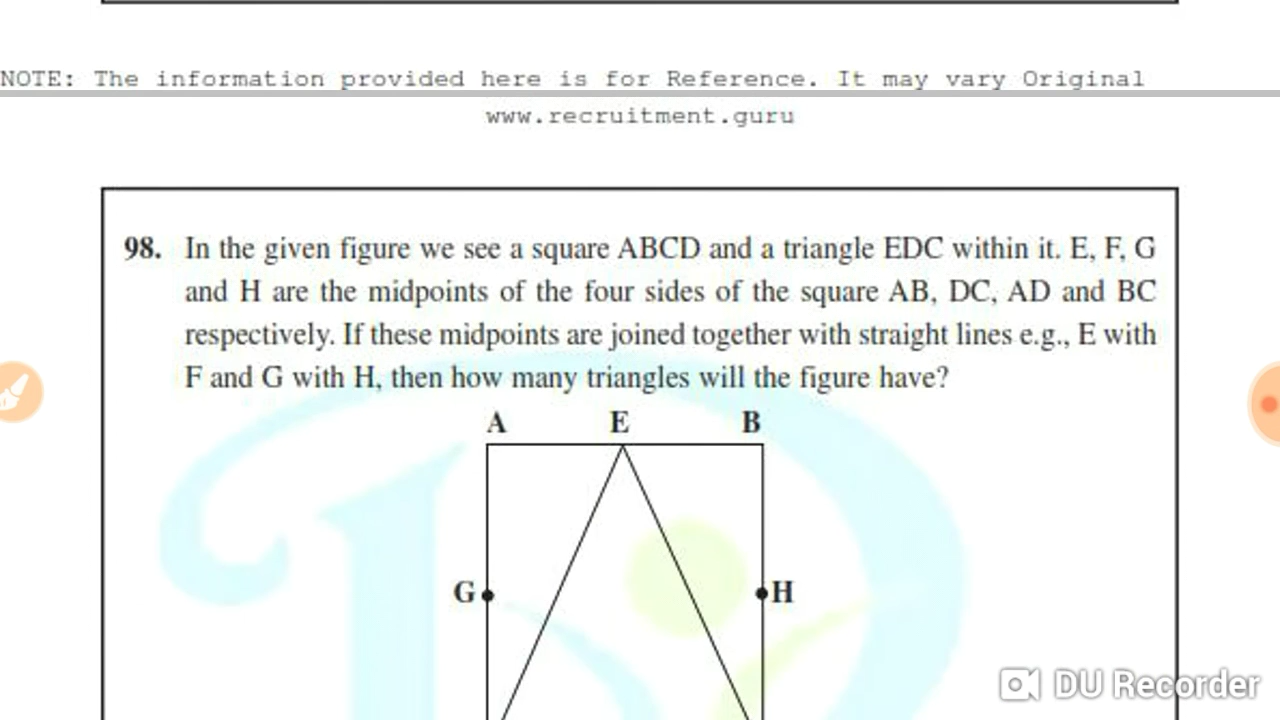 NOTE: The information provided here is for Reference. It may vary Original
www.recruitment.guru
98. In the given figure we see a square ABCD and a triangle EDC within it. E, F, G
and H are the midpoints of the four sides of the square AB, DC, AD and BC
respectively. If these midpoints are joined together with straight lines e.g., E with
F and G with H, then how many triangles will the figure have?
A E B
G H
DU Recorder